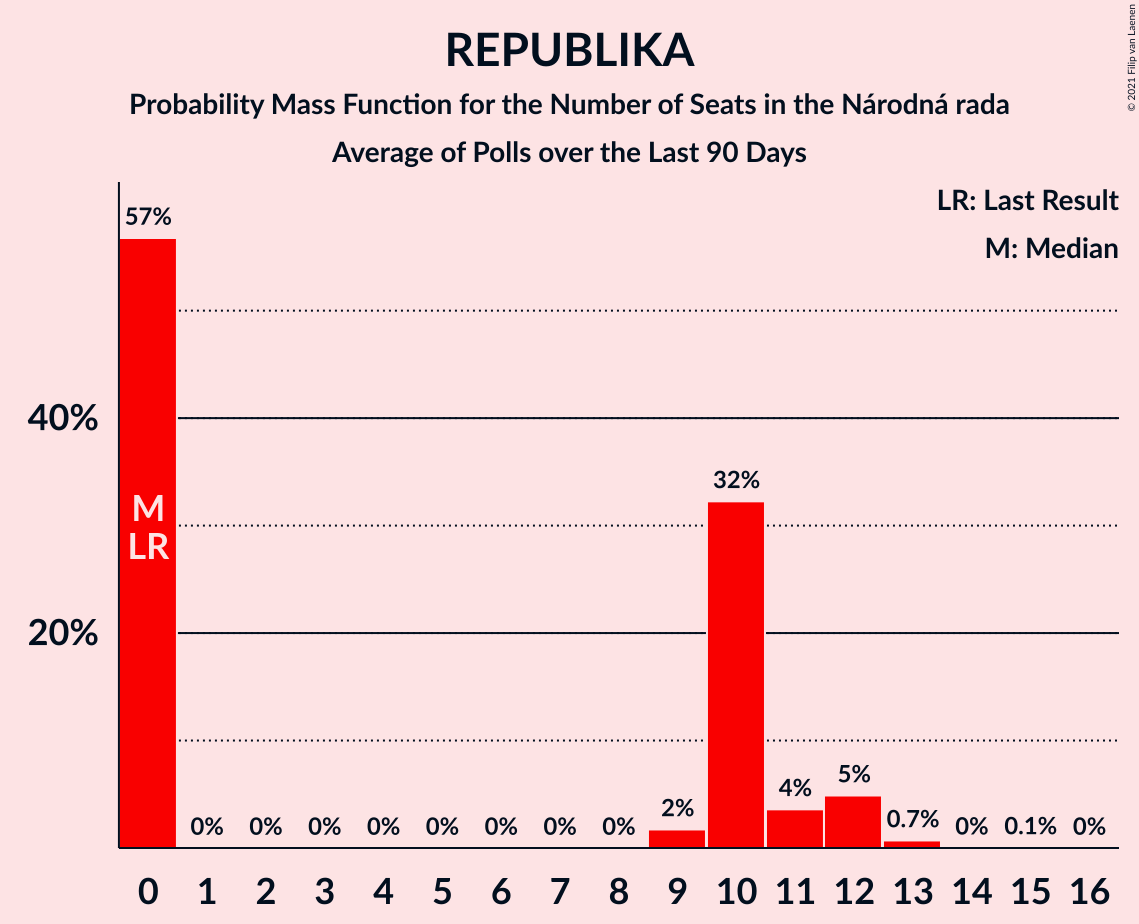 REPUBLIKA
Probability Mass Function for the Number of Seats in the Národná rada
Average of Polls over the Last 90 Days
© 2021 Filip van Laenen
LR: Last Result
M: Median
57%
40%
32%
M
LR
20%
5%
4%
2%
0.7%
0% 0% 0% 0% 0% 0% 0% 0% 0% 0.1% 0%
0 1 2 3 4 5 6 7 8 9 10 11 12 13 14 15 16